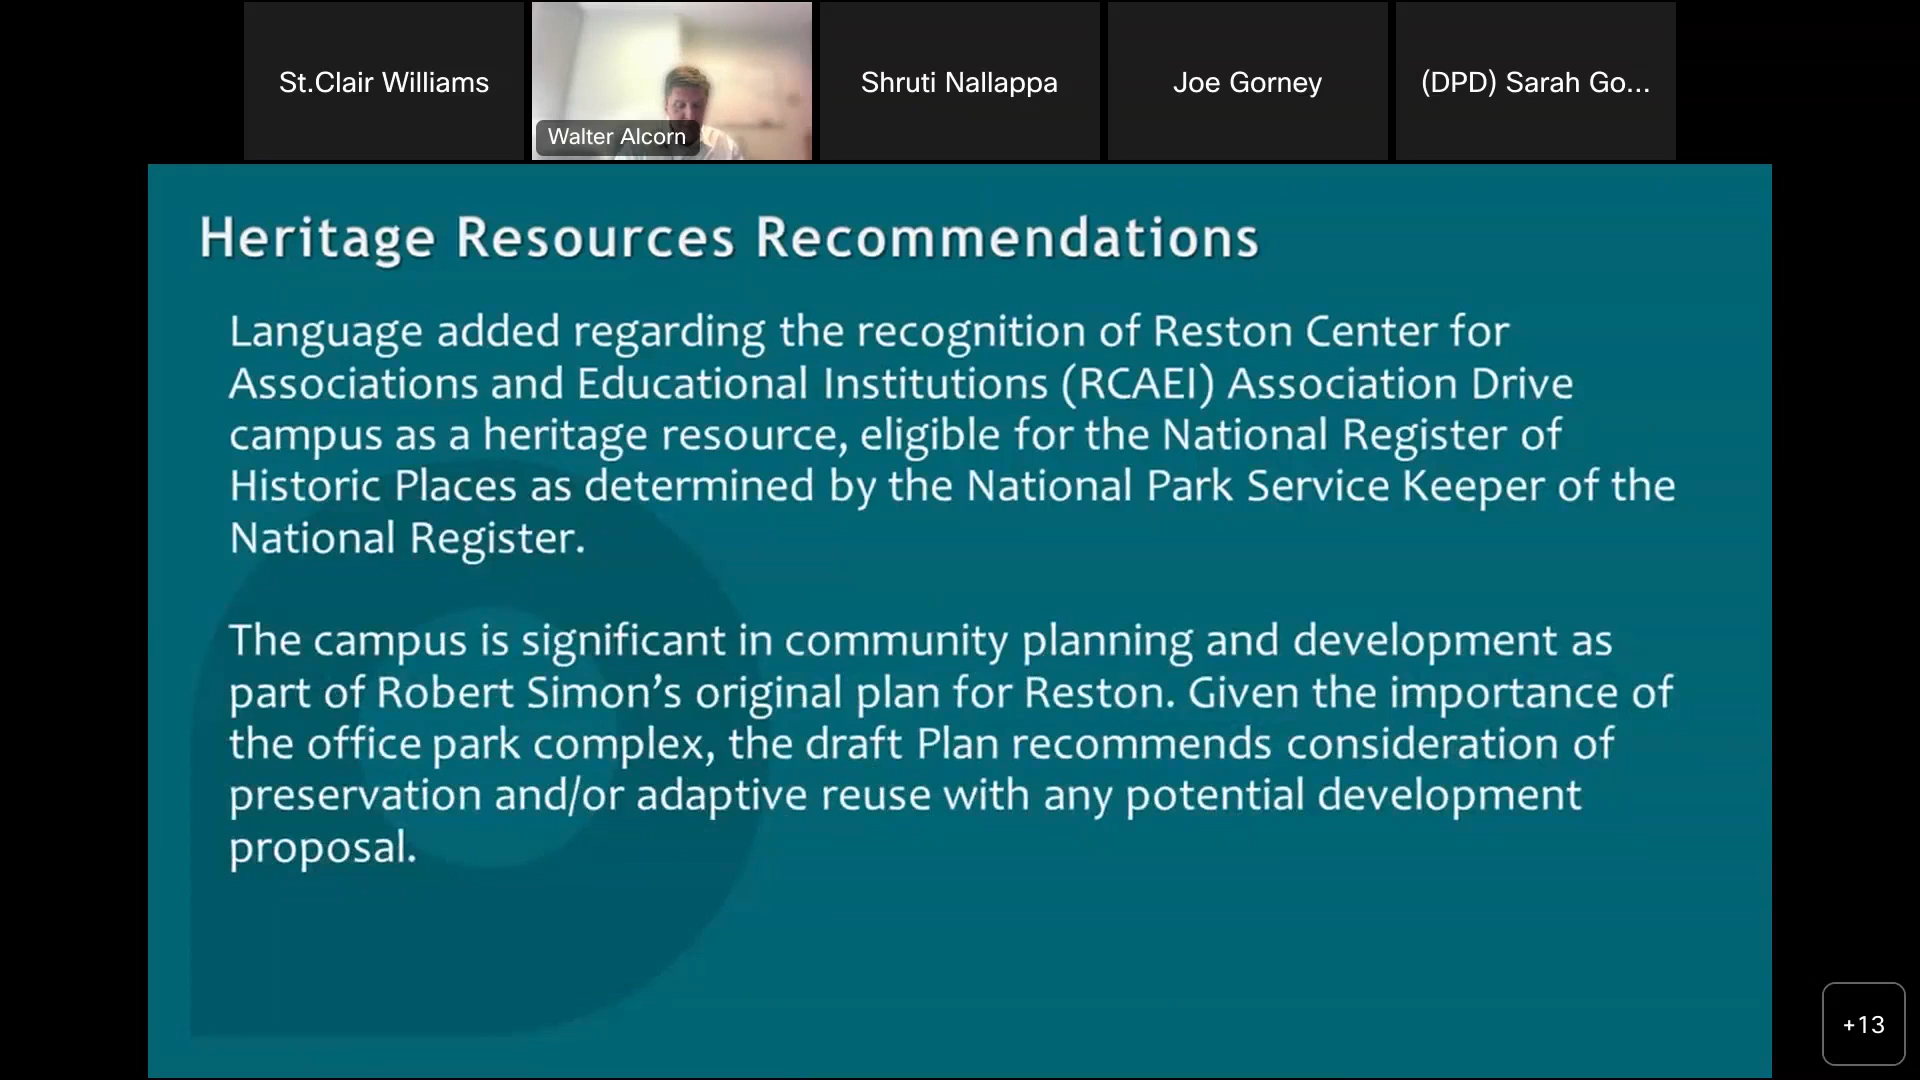 St.Clair Williams
Walter Alcorn
Shruti Nallappa
Joe Gorney
(DPD) Sarah Go...
Heritage Resources Recommendations
Language added regarding the recognition of Reston Center for
Associations and Educational Institutions (RCAEI) Association Drive
campus as a heritage resource, eligible for the National Register of
Historic Places as determined by the National Park Service Keeper of the
National Register.
The campus is significant in community planning and development as
part of Robert Simon’s original plan for Reston. Given the importance of
the office park complex, the draft Plan recommends consideration of
preservation and/or adaptive reuse with any potential development
proposal.
+13